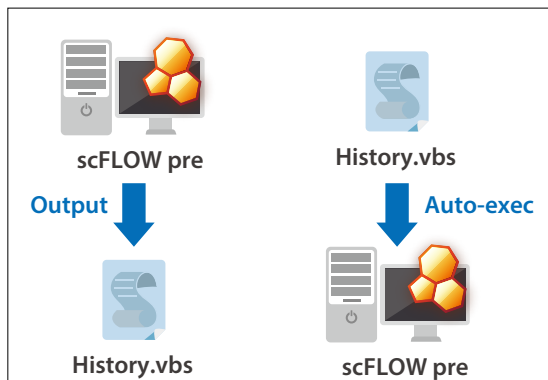 scFLOW pre
History.vbs
Output
Auto-exec
History.vbs
scFLOW pre